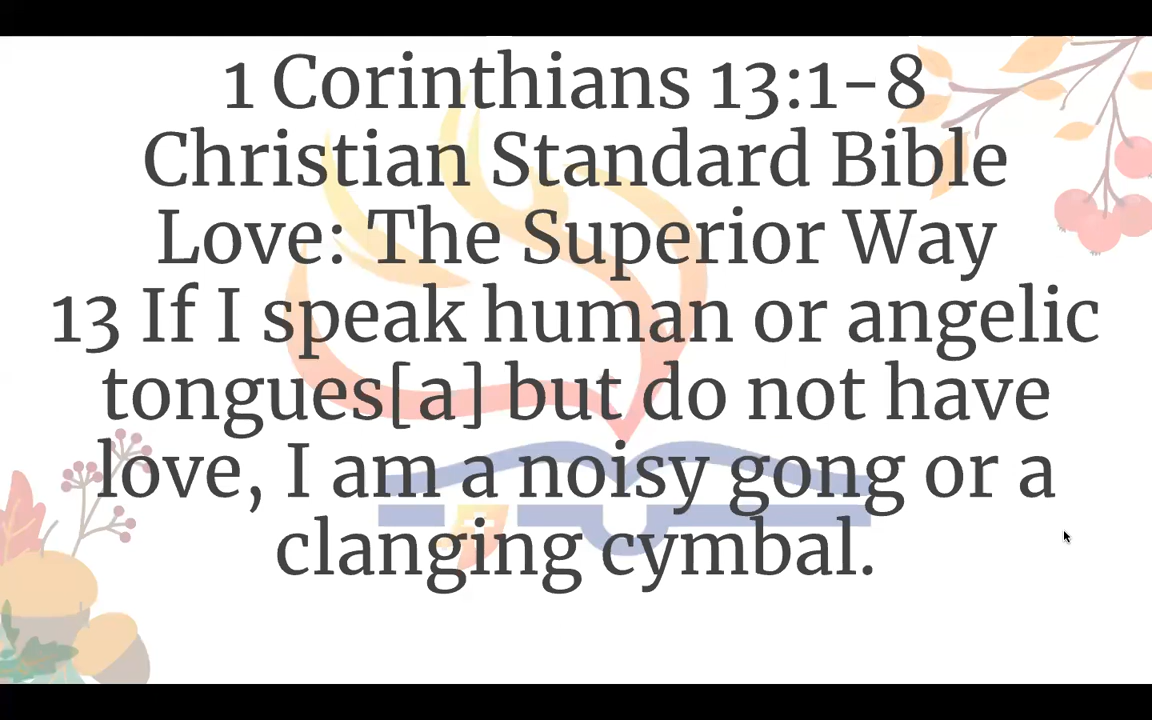 1 Corinthians 13:1-8
Christian Standard Bible
Love: The Superior Way
13 If I speak human or angelic
tongues[a] but do not have
love, I am a noisy gong or a
clanging cymbal.